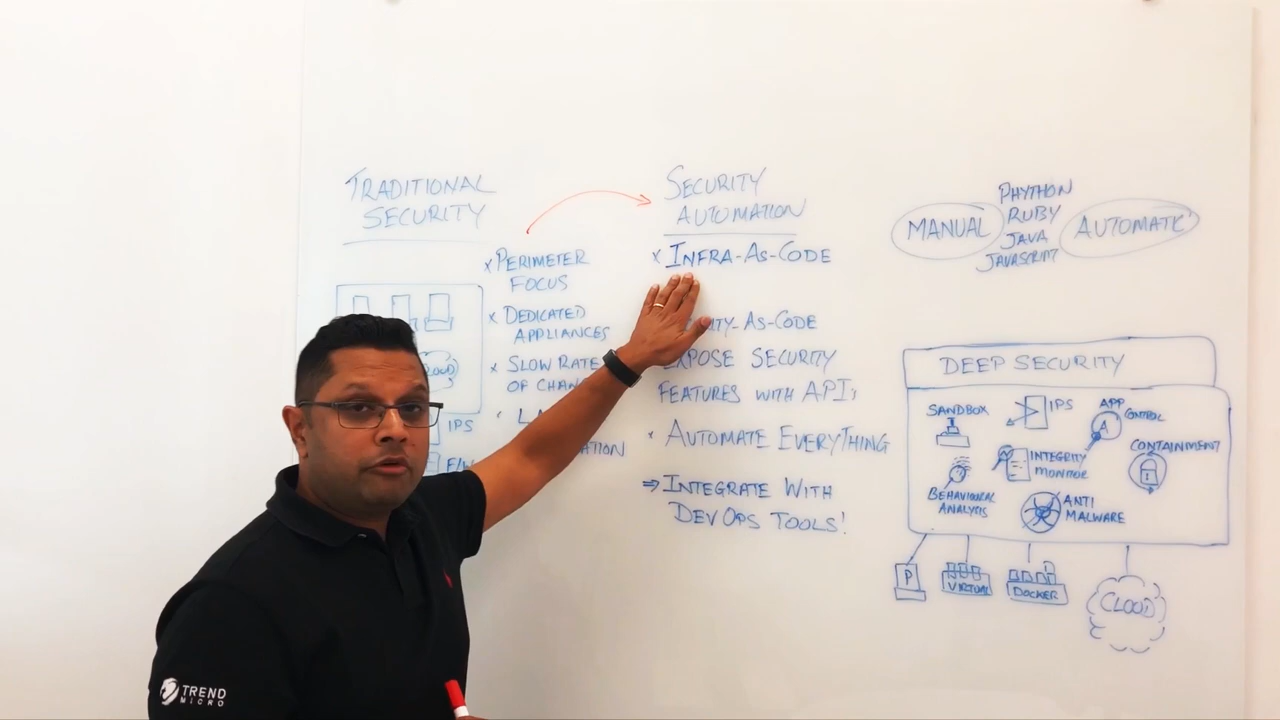 TRADITIONAL
SECURITY
x PERIMETER
FOCUS
x DEDICATED
APPLIANCES
x SLOW RATE
OF
IPS
SECURITY
AUTOMATION
x INFRA-AS-CODE
-AS-CODE
EXPOSE SECURITY
FEATURES WITH APIs
x AUTOMATE EVERYTHING
⇒ INTEGRATE WITH
DEVOPS TOOLS!
MANUAL
PHYTHON
RUBY
JAVA
JAVASCRIPT
AUTOMATIC
DEEP SECURITY
SANDBOX
IPS
APP
CONTROL
A
INTEGRITY
MONITOR
CONTAINMENT
BEHAVIOURAL
ANALYSIS
ANTI
MALWARE
P
VIRTUAL
DOCKER
CLOUD
TREND
MICRO